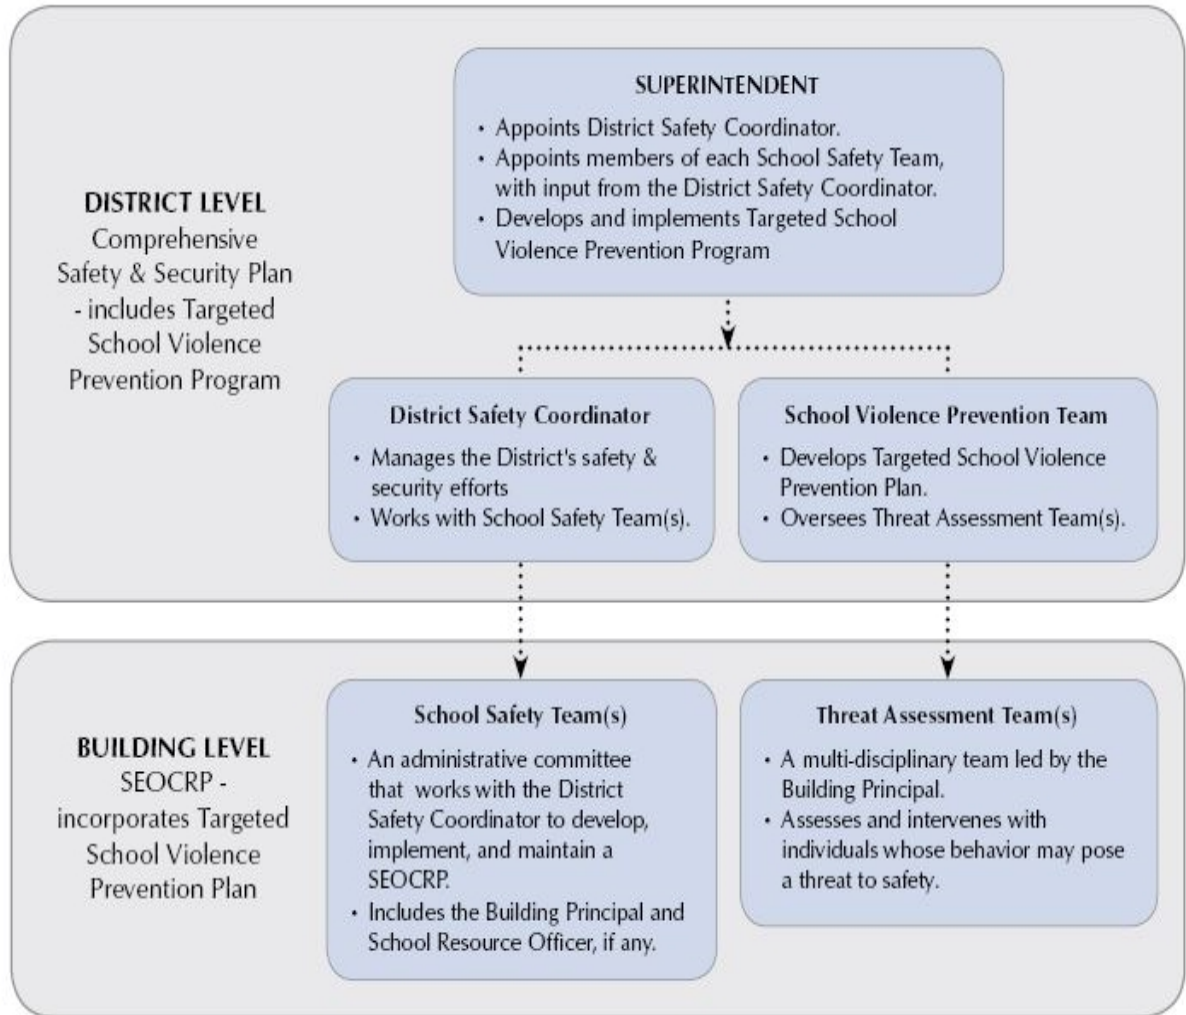 SUPERINTENDENT
• Appoints District Safety Coordinator.
• Appoints members of each School Safety Team,
with input from the District Safety Coordinator.
• Develops and implements Targeted School
Violence Prevention Program
DISTRICT LEVEL
Comprehensive
Safety & Security Plan
- includes Targeted
School Violence
Prevention Program
District Safety Coordinator
• Manages the District's safety &
security efforts
• Works with School Safety Team(s).
School Violence Prevention Team
• Develops Targeted School Violence
Prevention Plan.
• Oversees Threat Assessment Team(s).
BUILDING LEVEL
SEOCRP -
incorporates Targeted
School Violence
Prevention Plan
School Safety Team(s)
• An administrative committee
that works with the District
Safety Coordinator to develop,
implement, and maintain a
SEOCRP.
• Includes the Building Principal and
School Resource Officer, if any.
Threat Assessment Team(s)
• A multi-disciplinary team led by the
Building Principal.
• Assesses and intervenes with
individuals whose behavior may pose
a threat to safety.